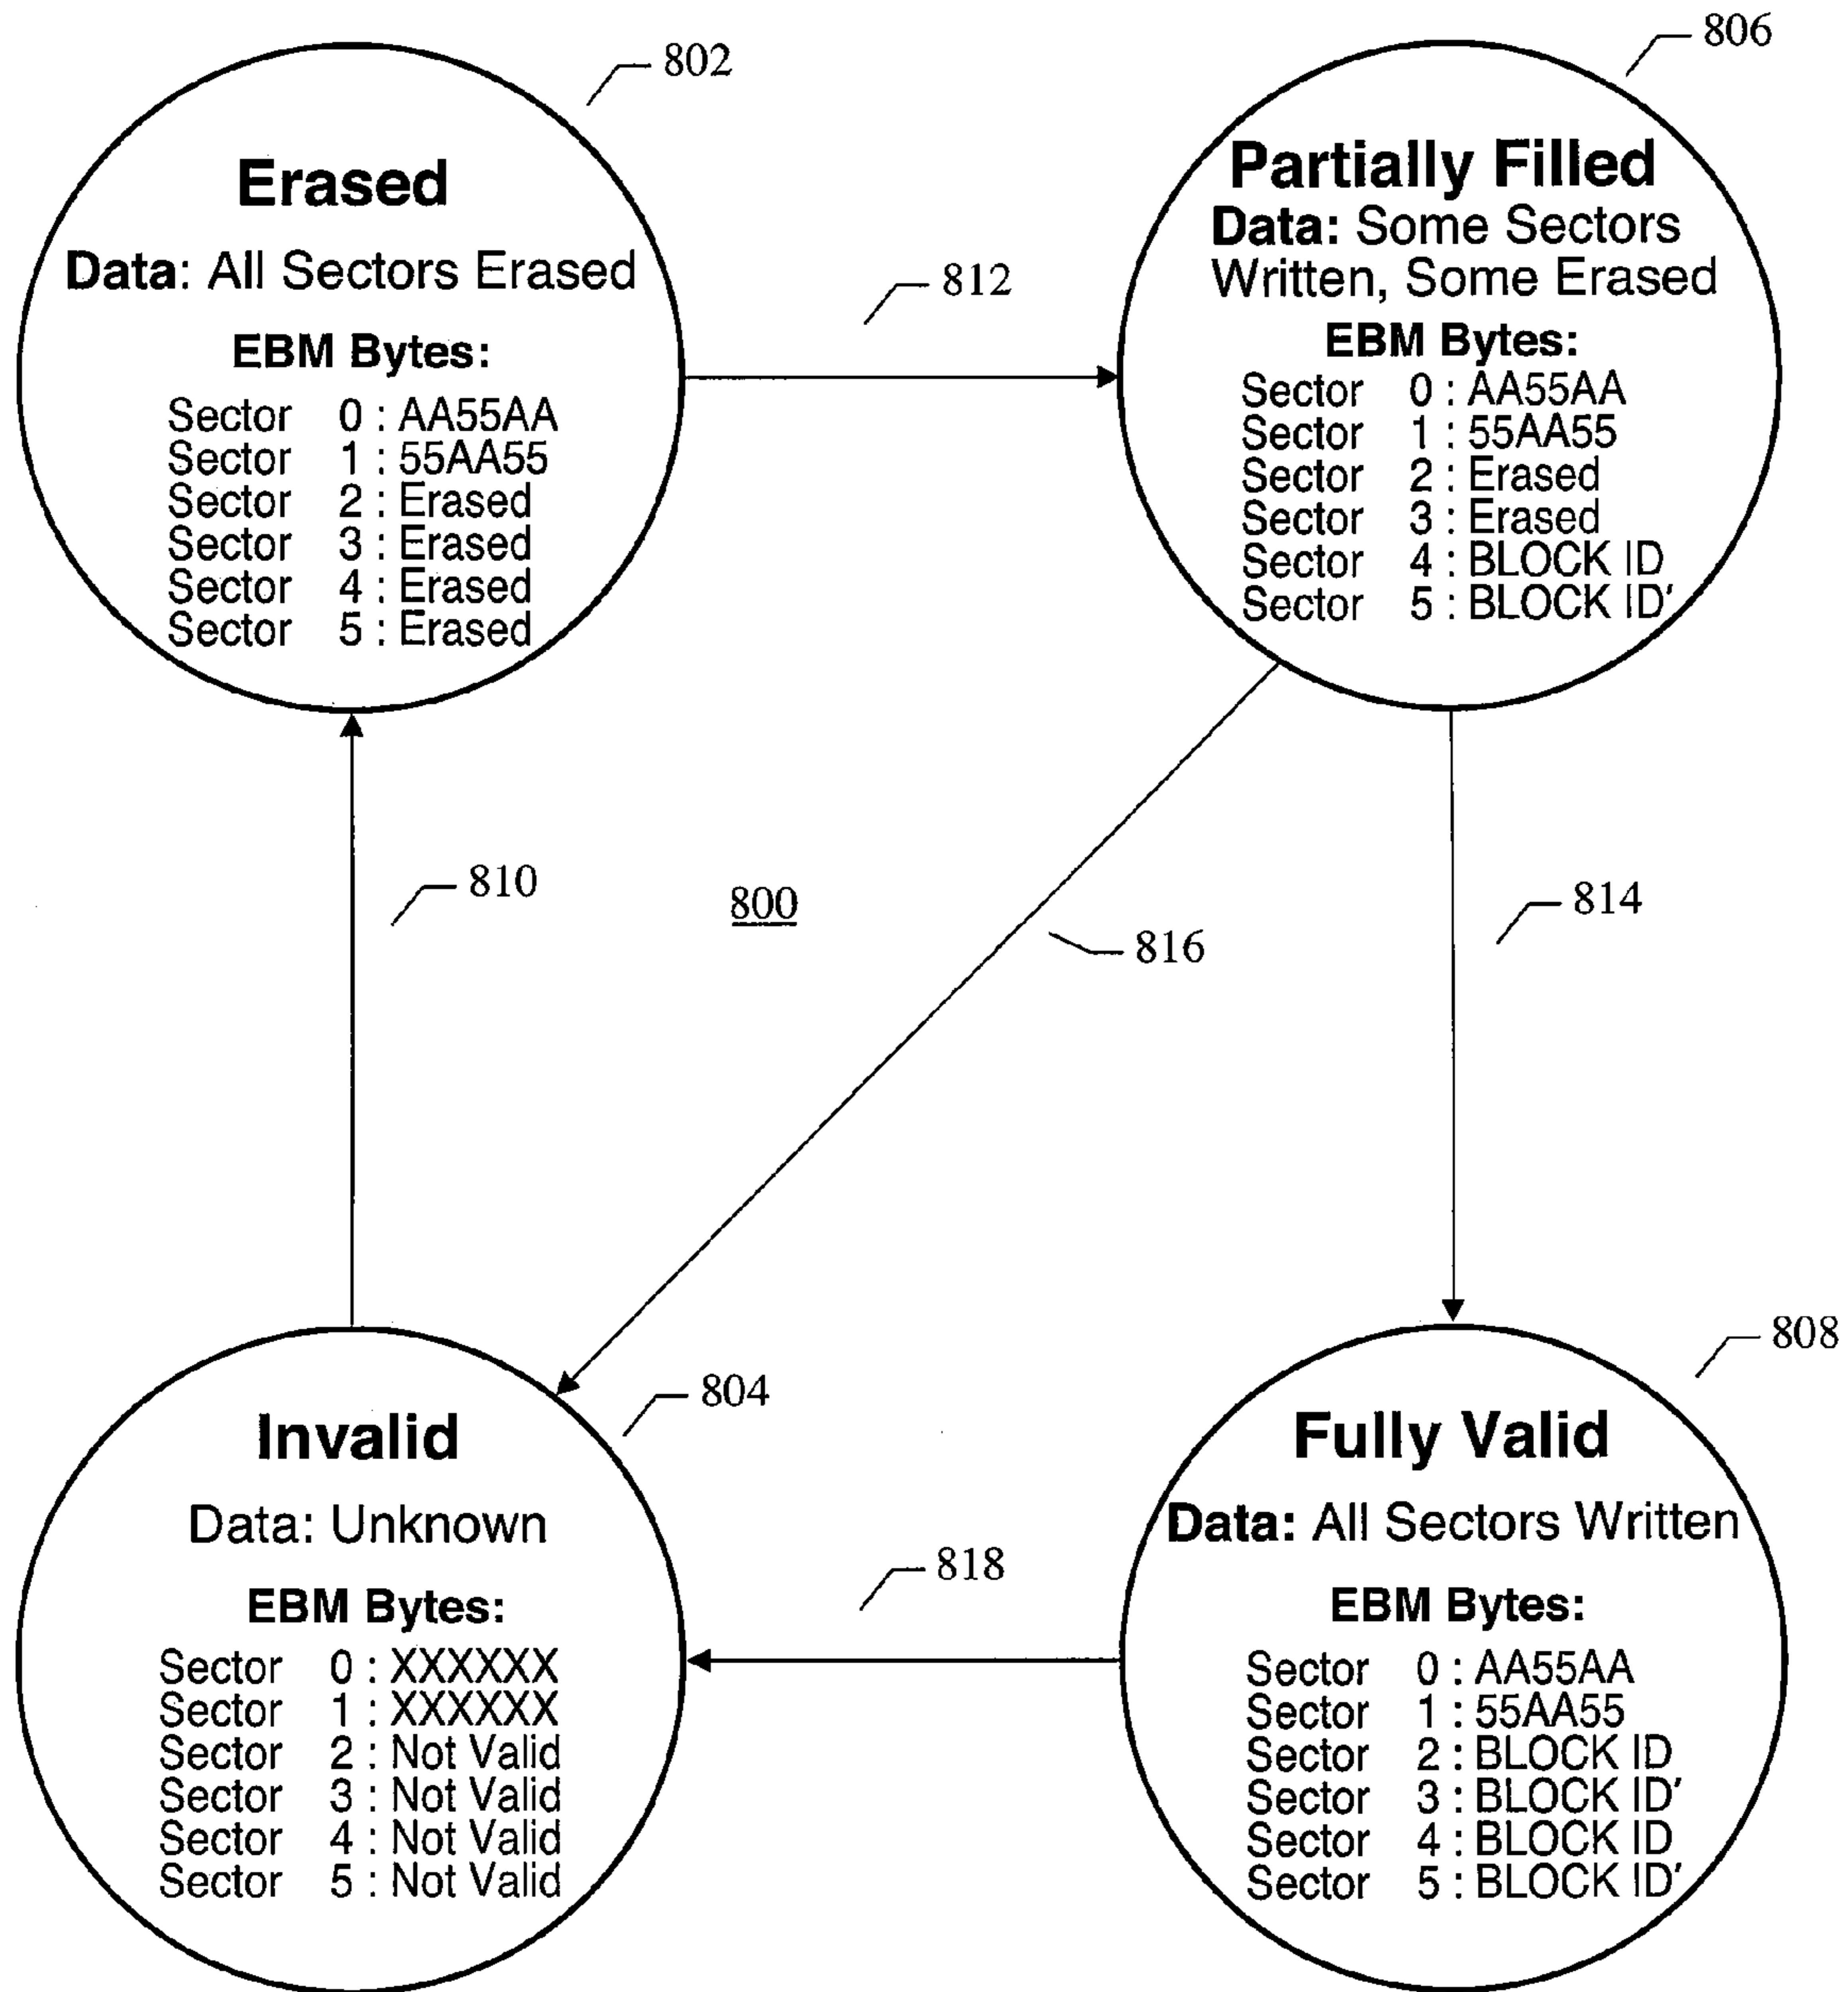 802
Erased
Data: All Sectors Erased
EBM Bytes:
Sector 0 : AA55AA
Sector 1 : 55AA55
Sector 2 : Erased
Sector 3 : Erased
Sector 4 : Erased
Sector 5 : Erased
812
806
Partially Filled
Data: Some Sectors
Written, Some Erased
EBM Bytes:
Sector 0 : AA55AA
Sector 1 : 55AA55
Sector 2 : Erased
Sector 3 : Erased
Sector 4 : BLOCK ID
Sector 5 : BLOCK ID'
810
800
816
814
804
Invalid
Data: Unknown
EBM Bytes:
Sector 0 : XXXXXX
Sector 1 : XXXXXX
Sector 2 : Not Valid
Sector 3 : Not Valid
Sector 4 : Not Valid
Sector 5 : Not Valid
818
808
Fully Valid
Data: All Sectors Written
EBM Bytes:
Sector 0 : AA55AA
Sector 1 : 55AA55
Sector 2 : BLOCK ID
Sector 3 : BLOCK ID'
Sector 4 : BLOCK ID
Sector 5 : BLOCK ID'